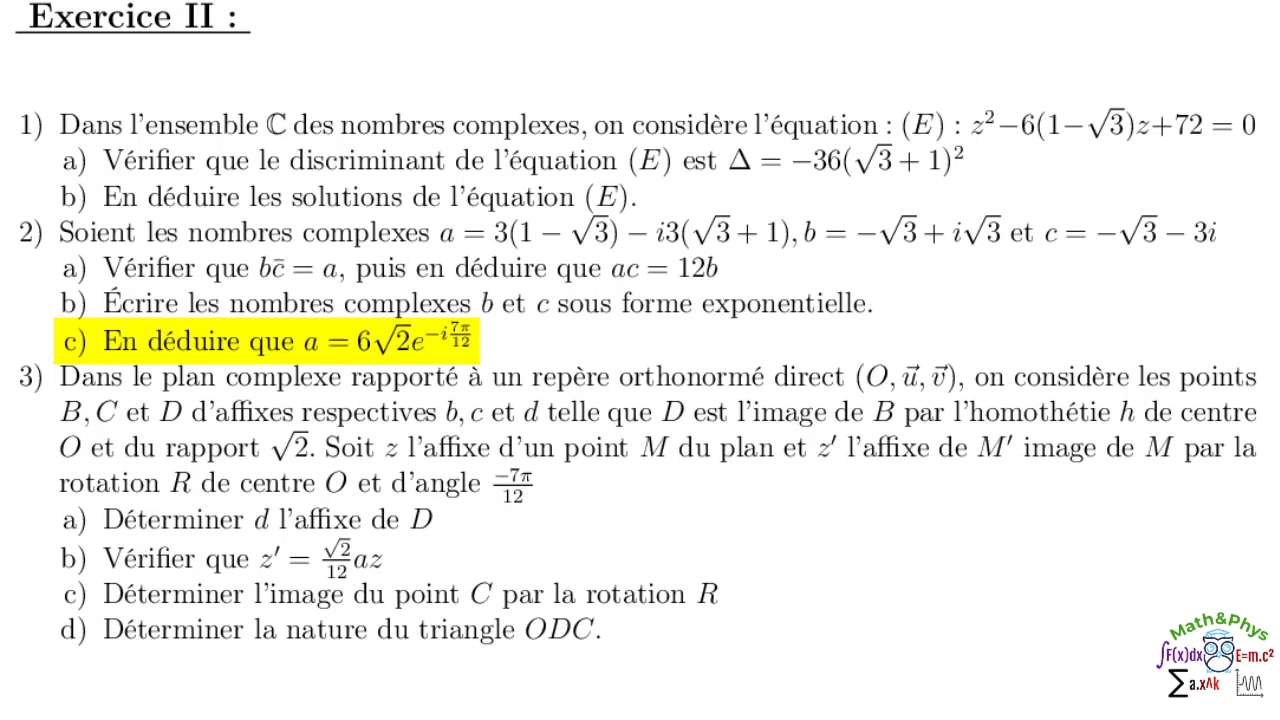 Exercice II :
1) Dans l'ensemble ℂ des nombres complexes, on considère l'équation : (E) : z²−6(1−√3)z+72 = 0
a) Vérifier que le discriminant de l'équation (E) est Δ = −36(√3 + 1)²
b) En déduire les solutions de l'équation (E).
2) Soient les nombres complexes a = 3(1 − √3) − i3(√3 + 1), b = −√3 + i√3 et c = −√3 − 3i
a) Vérifier que bc̄ = a, puis en déduire que ac = 12b
b) Écrire les nombres complexes b et c sous forme exponentielle.
c) En déduire que a = 6√2e^{−i\frac{7π}{12}}
3) Dans le plan complexe rapporté à un repère orthonormé direct (O, u⃗, v⃗), on considère les points
B, C et D d'affixes respectives b, c et d telle que D est l'image de B par l'homothétie h de centre
O et du rapport √2. Soit z l'affixe d'un point M du plan et z′ l'affixe de M′ image de M par la
rotation R de centre O et d'angle \frac{−7π}{12}
a) Déterminer d l'affixe de D
b) Vérifier que z′ = \frac{√2}{12}az
c) Déterminer l'image du point C par la rotation R
d) Déterminer la nature du triangle ODC.
Math&Phys
∫F(x)dx E=m.c²
∑a.x^k